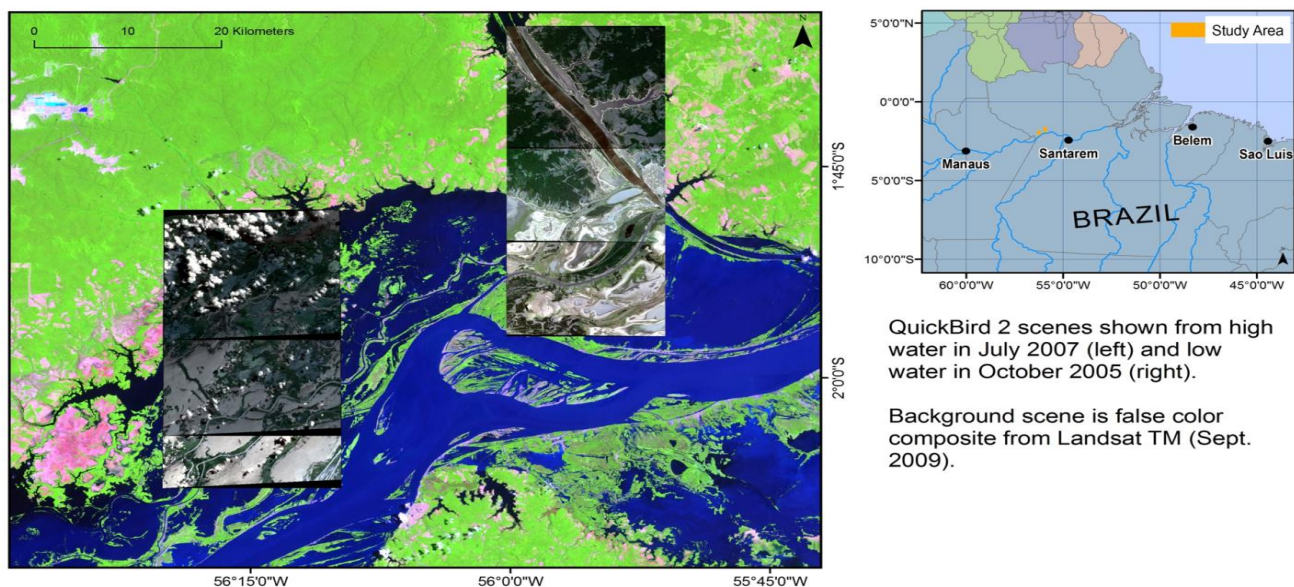 N
0 10 20 Kilometers
1°45'0"S
2°0'0"S
56°15'0"W 56°0'0"W 55°45'0"W
5°0'0"N
0°0'0"
5°0'0"S
10°0'0"S
Study Area
Manaus
Santarem
Belem
Sao Luis
BRAZIL
60°0'0"W 55°0'0"W 50°0'0"W 45°0'0"W
QuickBird 2 scenes shown from high
water in July 2007 (left) and low
water in October 2005 (right).
Background scene is false color
composite from Landsat TM (Sept.
2009).